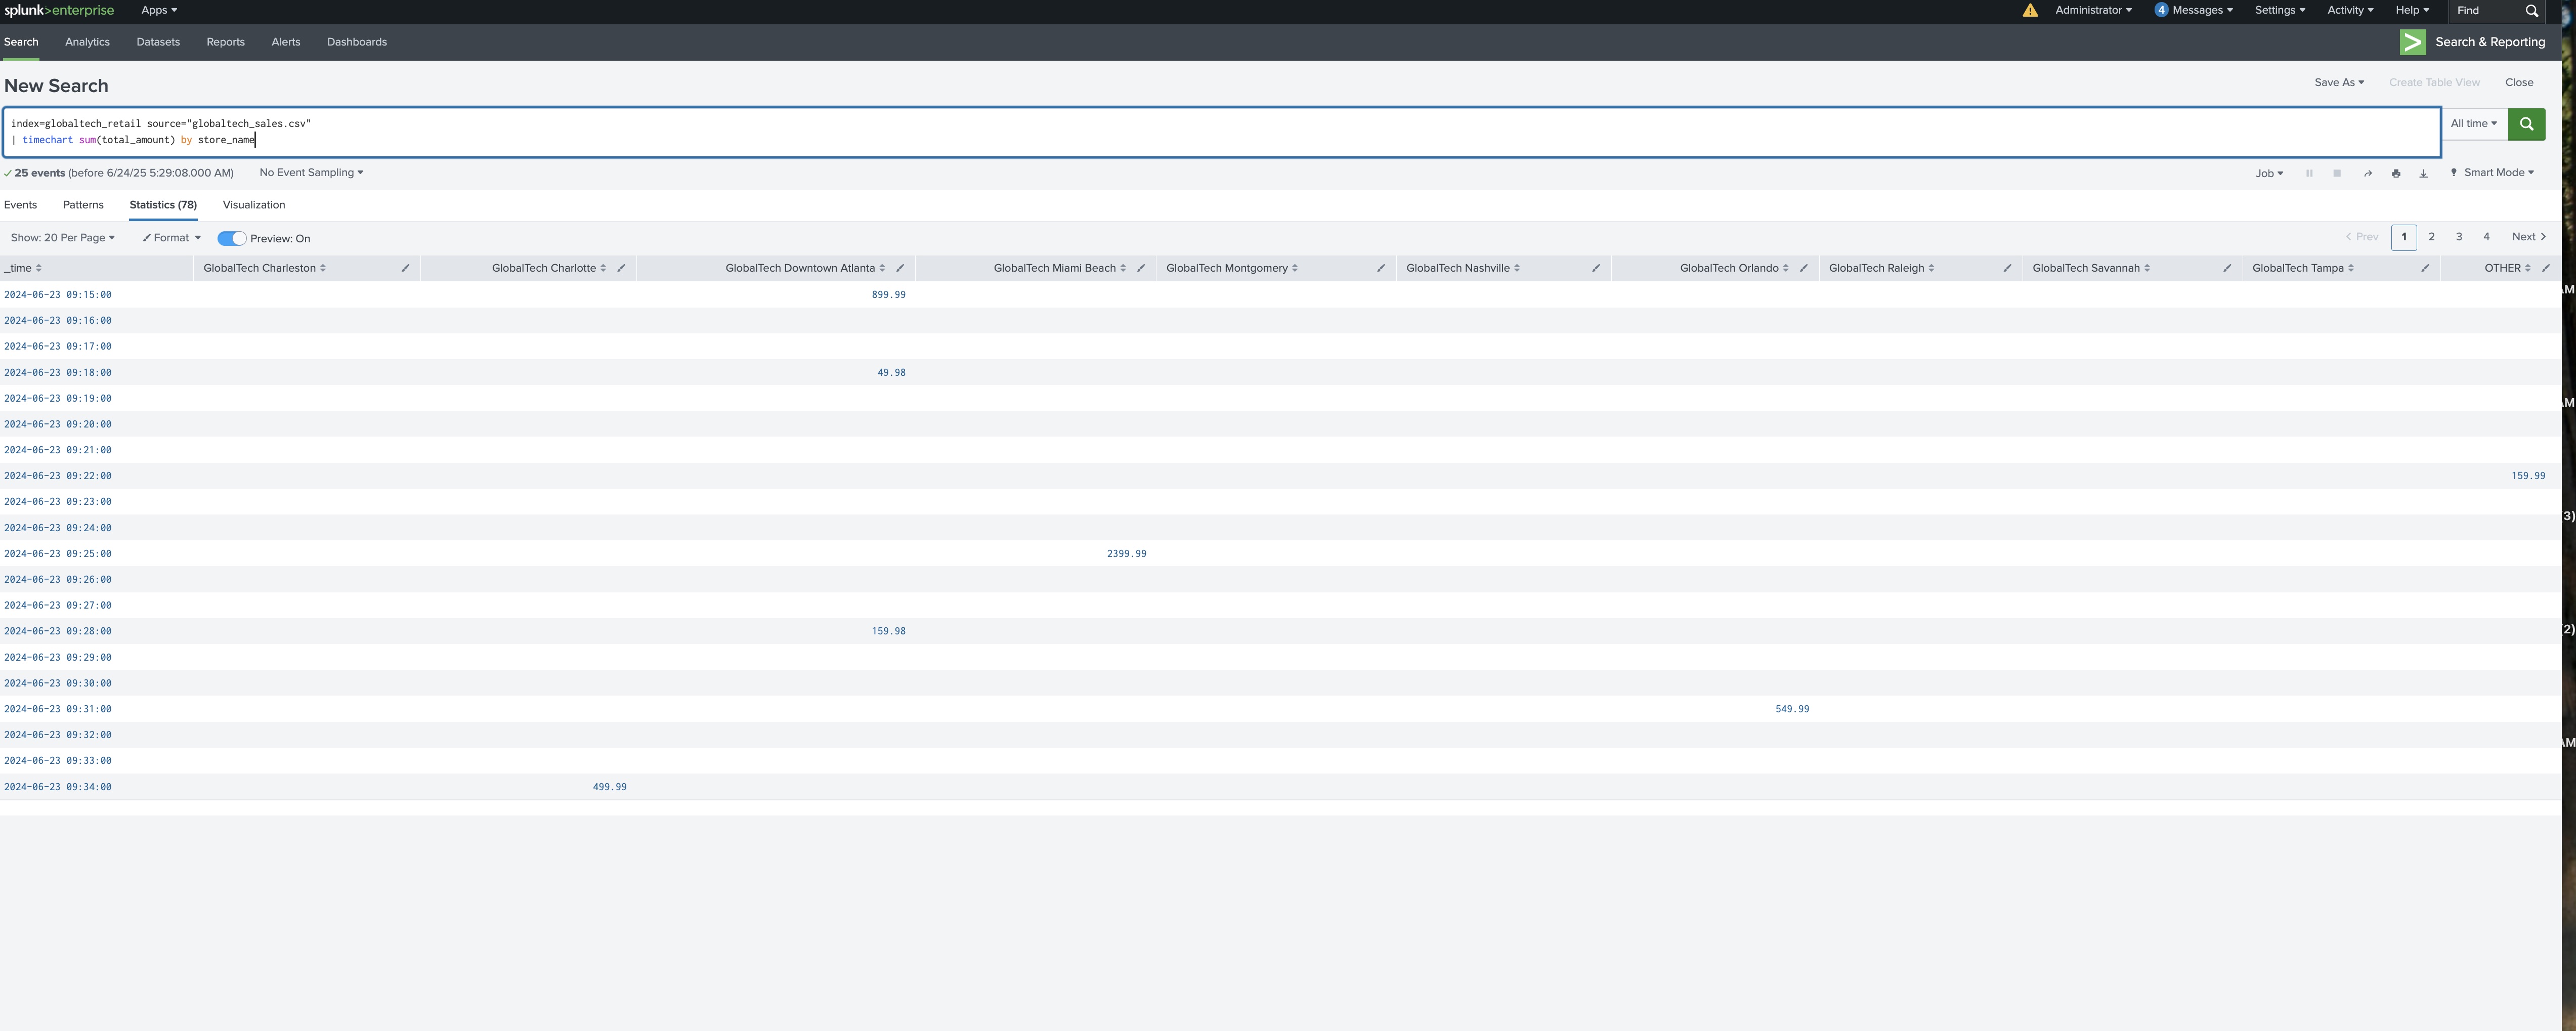 splunk>enterprise Apps Administrator 4 Messages Settings Activity Help Find
Search Analytics Datasets Reports Alerts Dashboards Search & Reporting
New Search Save As Create Table View Close
index=globaltech_retail source="globaltech_sales.csv"
| timechart sum(total_amount) by store_name
All time
25 events (before 6/24/25 5:29:08.000 AM) No Event Sampling Job Smart Mode
Events Patterns Statistics (78) Visualization
Show: 20 Per Page Format Preview: On < Prev 1 2 3 4 Next >
_time GlobalTech Charleston GlobalTech Charlotte GlobalTech Downtown Atlanta GlobalTech Miami Beach GlobalTech Montgomery GlobalTech Nashville GlobalTech Orlando GlobalTech Raleigh GlobalTech Savannah GlobalTech Tampa OTHER
2024-06-23 09:15:00 899.99
2024-06-23 09:16:00
2024-06-23 09:17:00
2024-06-23 09:18:00 49.98
2024-06-23 09:19:00
2024-06-23 09:20:00
2024-06-23 09:21:00
2024-06-23 09:22:00 159.99
2024-06-23 09:23:00
2024-06-23 09:24:00
2024-06-23 09:25:00 2399.99
2024-06-23 09:26:00
2024-06-23 09:27:00
2024-06-23 09:28:00 159.98
2024-06-23 09:29:00
2024-06-23 09:30:00
2024-06-23 09:31:00 549.99
2024-06-23 09:32:00
2024-06-23 09:33:00
2024-06-23 09:34:00 499.99